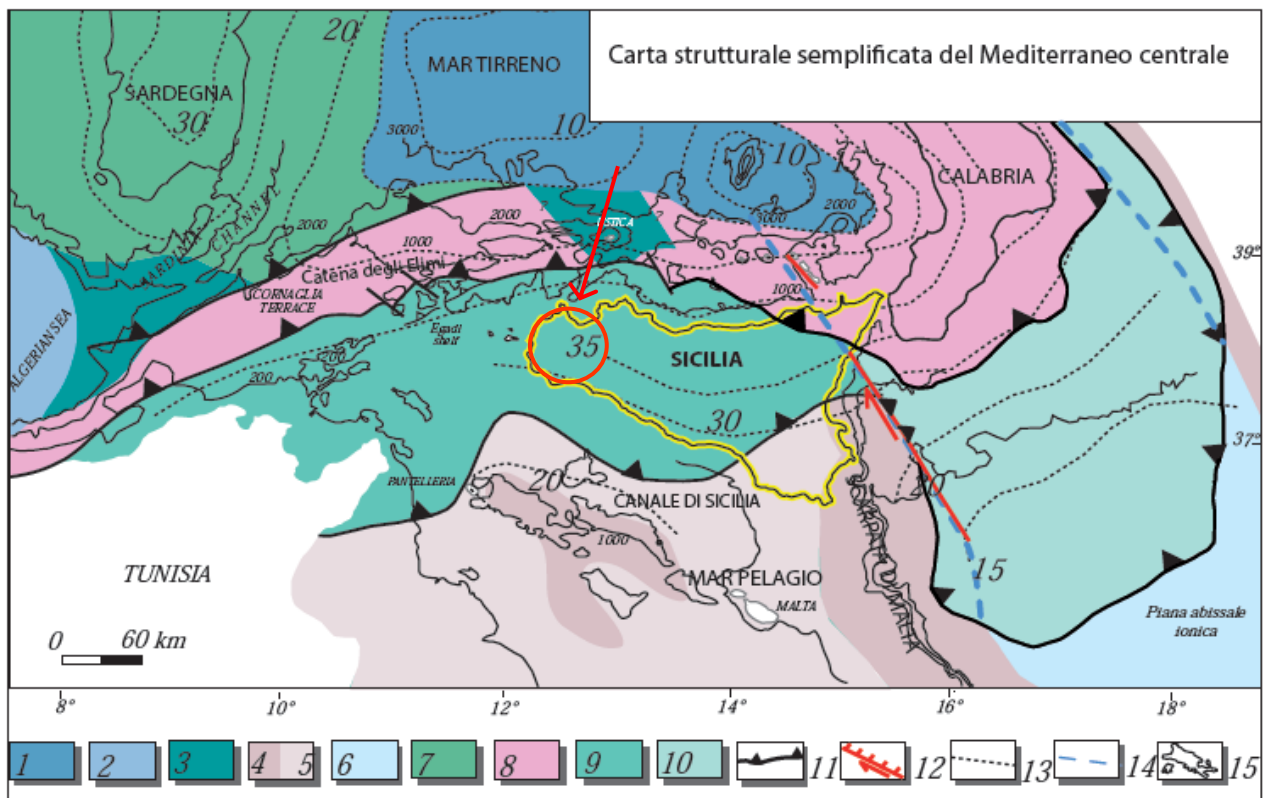 Carta strutturale semplificata del Mediterraneo centrale
20
MAR TIRRENO
SARDEGNA
30
10
3000
10
CALABRIA
2000
2000
3000
2000
CHANNEL
1000
39°
Catena degli Elimi
CORNAGLIA
TERRACE
1000
ALGERIAN SEA
Egadi
shelf
35
SICILIA
200
200
30
37°
PANTELLERIA
20
CANALE DI SICILIA
20
1000
TUNISIA
MAR PELAGIO
15
MALTA
SCARPATA DI MALTA
Piana abissale
ionica
0 60 km
8° 10° 12° 14° 16° 18°
1 2 3 4 5 6 7 8 9 10 11 12 13 14 15